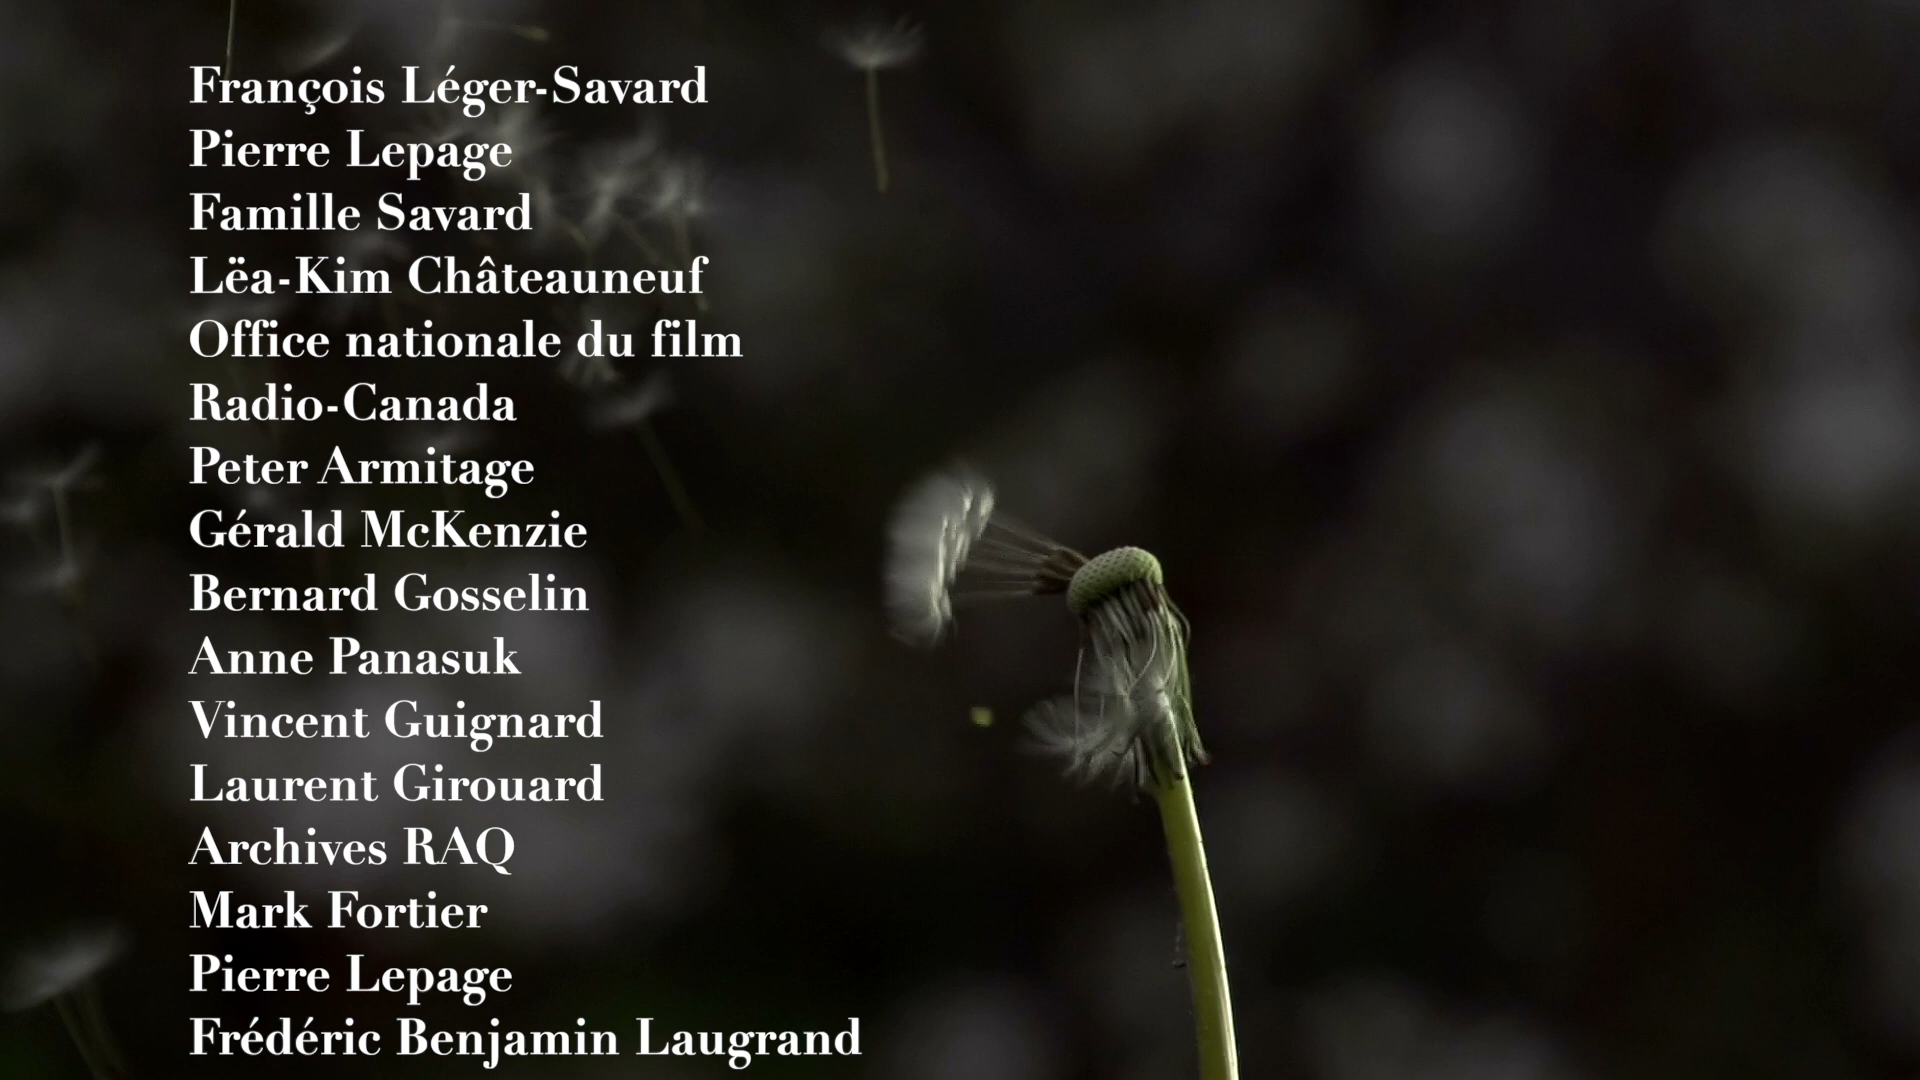 François Léger-Savard
Pierre Lepage
Famille Savard
Lëa-Kim Châteauneuf
Office nationale du film
Radio-Canada
Peter Armitage
Gérald McKenzie
Bernard Gosselin
Anne Panasuk
Vincent Guignard
Laurent Girouard
Archives RAQ
Mark Fortier
Pierre Lepage
Frédéric Benjamin Laugrand